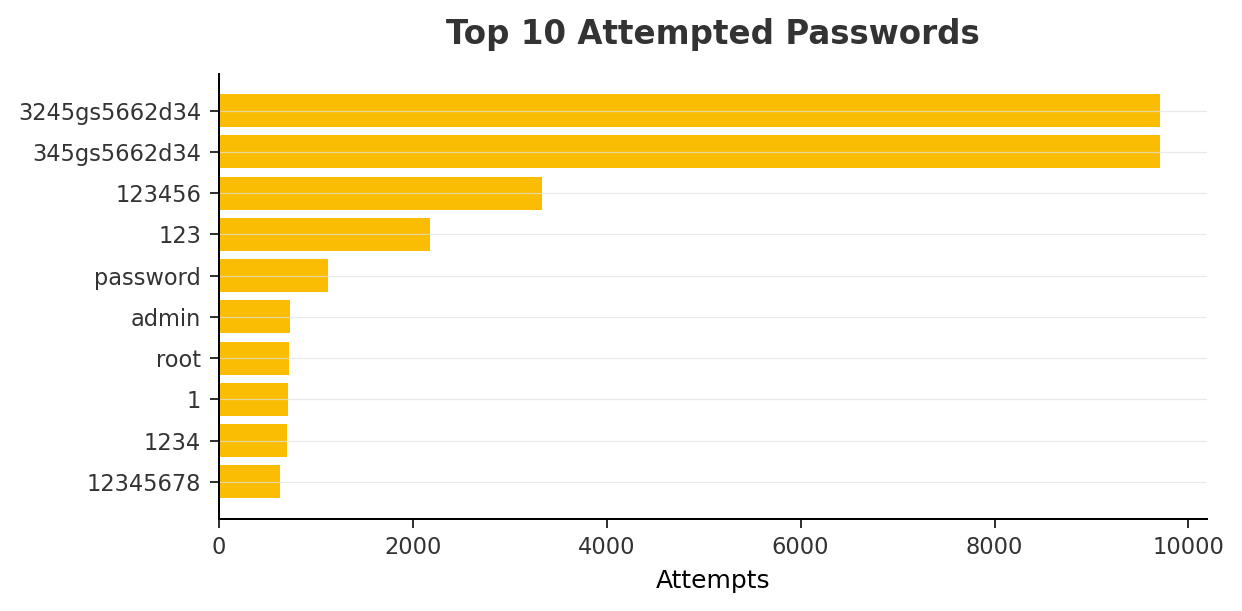 Top 10 Attempted Passwords
3245gs5662d34
345gs5662d34
123456
123
password
admin
root
1
1234
12345678
0 2000 4000 6000 8000 10000
Attempts